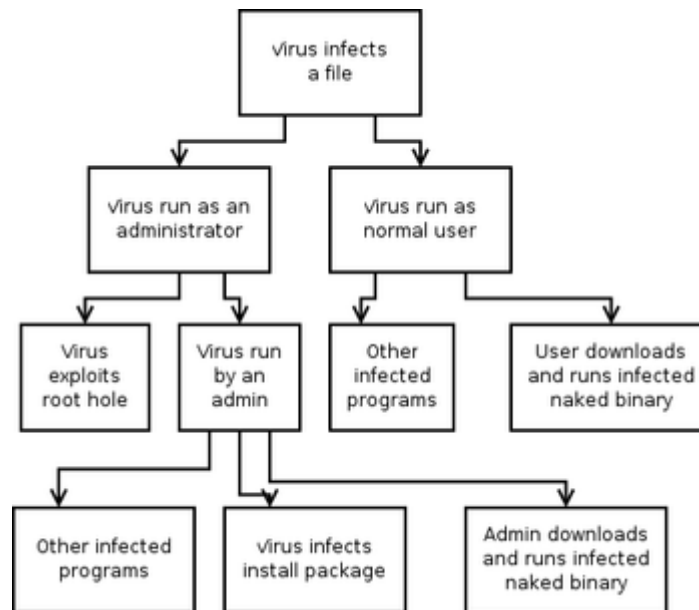 Virus infects
a file
Virus run as an
administrator
Virus run as
normal user
Virus
exploits
root hole
Virus run
by an
admin
Other
infected
programs
User downloads
and runs infected
naked binary
Other infected
programs
Virus infects
install package
Admin downloads
and runs infected
naked binary